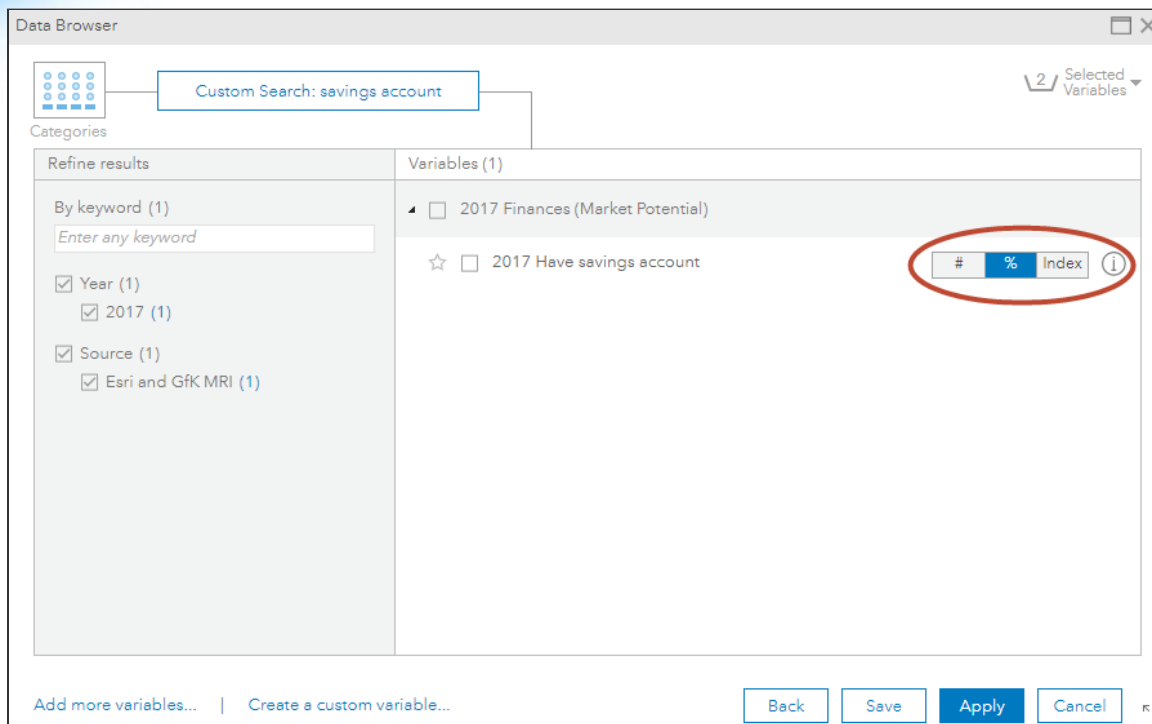 Data Browser
Custom Search: savings account
2 Selected Variables
Categories
Refine results
Variables (1)
By keyword (1)
Enter any keyword
2017 Finances (Market Potential)
2017 Have savings account
# % Index i
Year (1)
2017 (1)
Source (1)
Esri and GfK MRI (1)
Add more variables... | Create a custom variable...
Back Save Apply Cancel